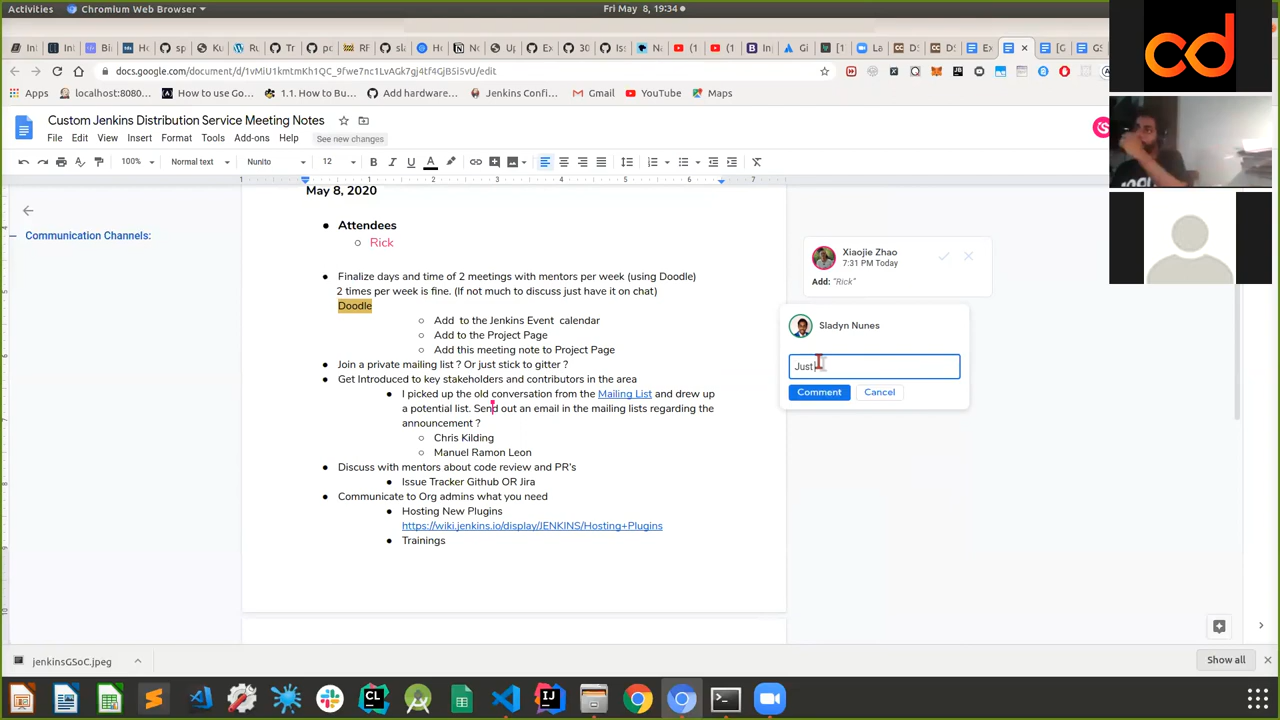 Activities
Chromium Web Browser
Fri May 8, 19:34
docs.google.com/document/d/
Apps
localhost:8080...
How to use Go...
1.1. How to Bu...
Add hardware...
Jenkins Confi...
Gmail
YouTube
Maps
Custom Jenkins Distribution Service Meeting Notes
File Edit View Insert Format Tools Add-ons Help
See new changes
100%
Normal text
Nunito
12
1 1 2 3 4 5 6 7
Communication Channels:
May 8, 2020
Attendees
Rick
Finalize days and time of 2 meetings with mentors per week (using Doodle)
2 times per week is fine. (If not much to discuss just have it on chat)
Doodle
Add to the Jenkins Event calendar
Add to the Project Page
Add this meeting note to Project Page
Join a private mailing list ? Or just stick to gitter ?
Get Introduced to key stakeholders and contributors in the area
I picked up the old conversation from the Mailing List and drew up
a potential list. Send out an email in the mailing lists regarding the
announcement ?
Chris Kilding
Manuel Ramon Leon
Discuss with mentors about code review and PR's
Issue Tracker Github OR Jira
Communicate to Org admins what you need
Hosting New Plugins
https://wiki.jenkins.io/display/JENKINS/Hosting+Plugins
Trainings
Xiaojie Zhao
7:31 PM Today
Add: "Rick"
Sladyn Nunes
Just
Comment
Cancel
cd
jenkinsGSoC.jpeg
Show all